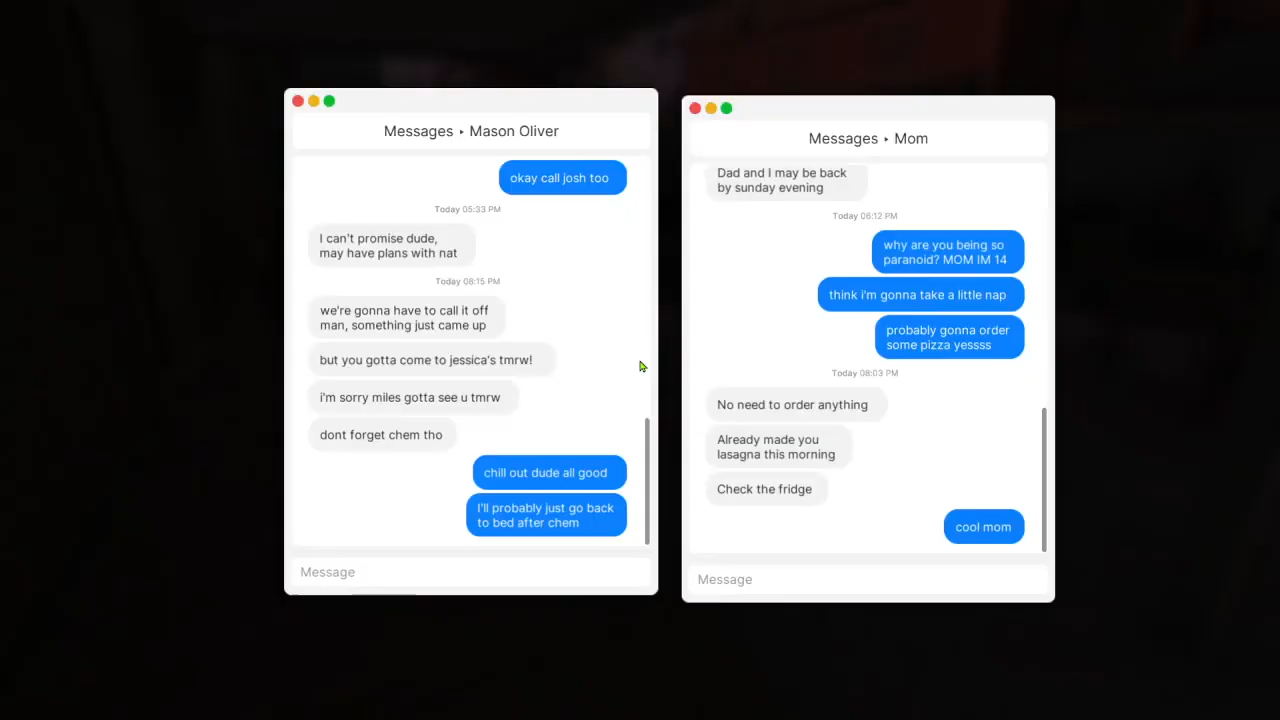 Messages ▸ Mason Oliver
okay call josh too
Today 05:33 PM
I can't promise dude,
may have plans with nat
Today 08:15 PM
we're gonna have to call it off
man, something just came up
but you gotta come to jessica's tmrw!
i'm sorry miles gotta see u tmrw
dont forget chem tho
chill out dude all good
I'll probably just go back
to bed after chem
Message
Messages ▸ Mom
Dad and I may be back
by sunday evening
Today 06:12 PM
why are you being so
paranoid? MOM IM 14
think i'm gonna take a little nap
probably gonna order
some pizza yessss
Today 08:03 PM
No need to order anything
Already made you
lasagna this morning
Check the fridge
cool mom
Message